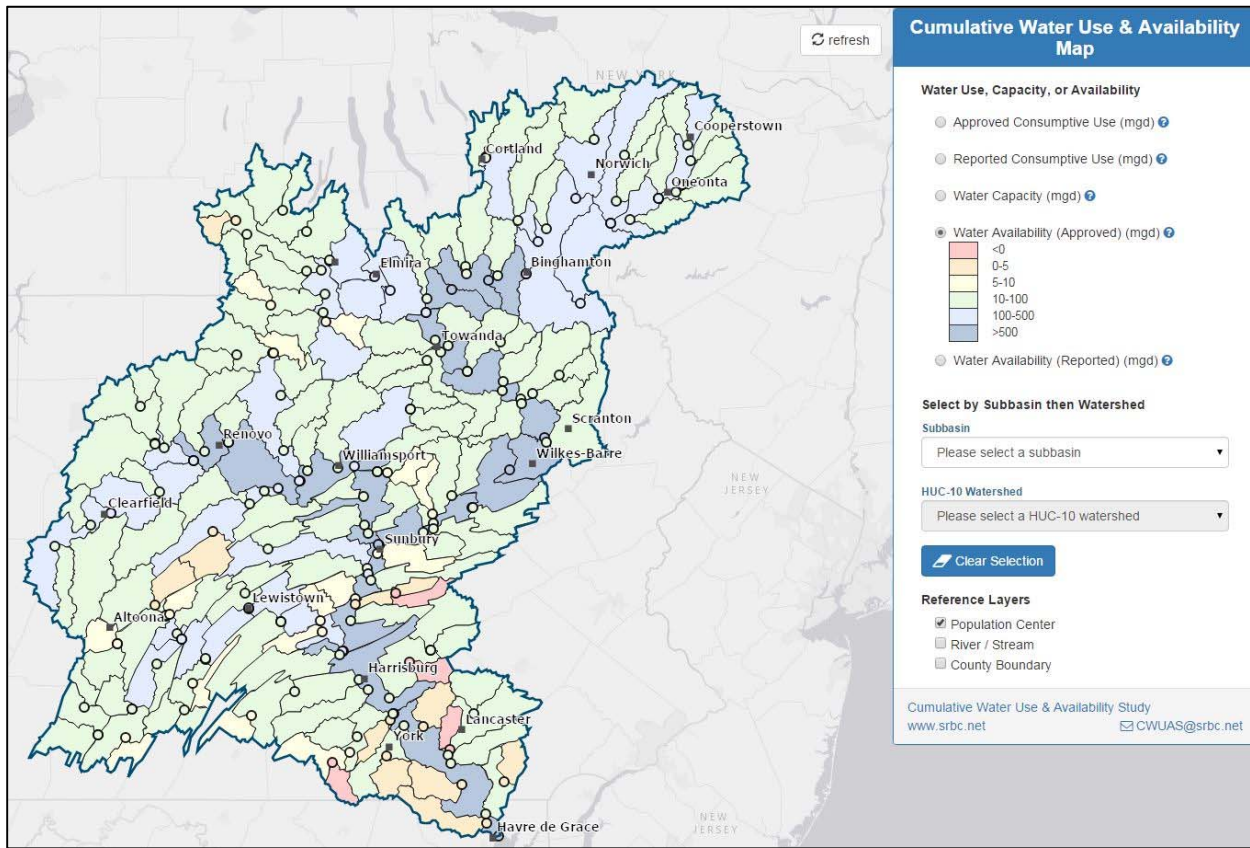 refresh
NEW YORK
Cooperstown
Cortland
Norwich
Oneonta
Elmira
Binghamton
Towanda
Scranton
Renovo
Williamsport
Wilkes-Barre
Clearfield
Sunbury
Lewistown
Altoona
Harrisburg
Lancaster
York
Havre de Grace
NEW
JERSEY
NEW
JERSEY
Cumulative Water Use & Availability
Map
Water Use, Capacity, or Availability
Approved Consumptive Use (mgd) ?
Reported Consumptive Use (mgd) ?
Water Capacity (mgd) ?
Water Availability (Approved) (mgd) ?
<0
0-5
5-10
10-100
100-500
>500
Water Availability (Reported) (mgd) ?
Select by Subbasin then Watershed
Subbasin
Please select a subbasin
HUC-10 Watershed
Please select a HUC-10 watershed
Clear Selection
Reference Layers
Population Center
River / Stream
County Boundary
Cumulative Water Use & Availability Study
www.srbc.net CWUAS@srbc.net